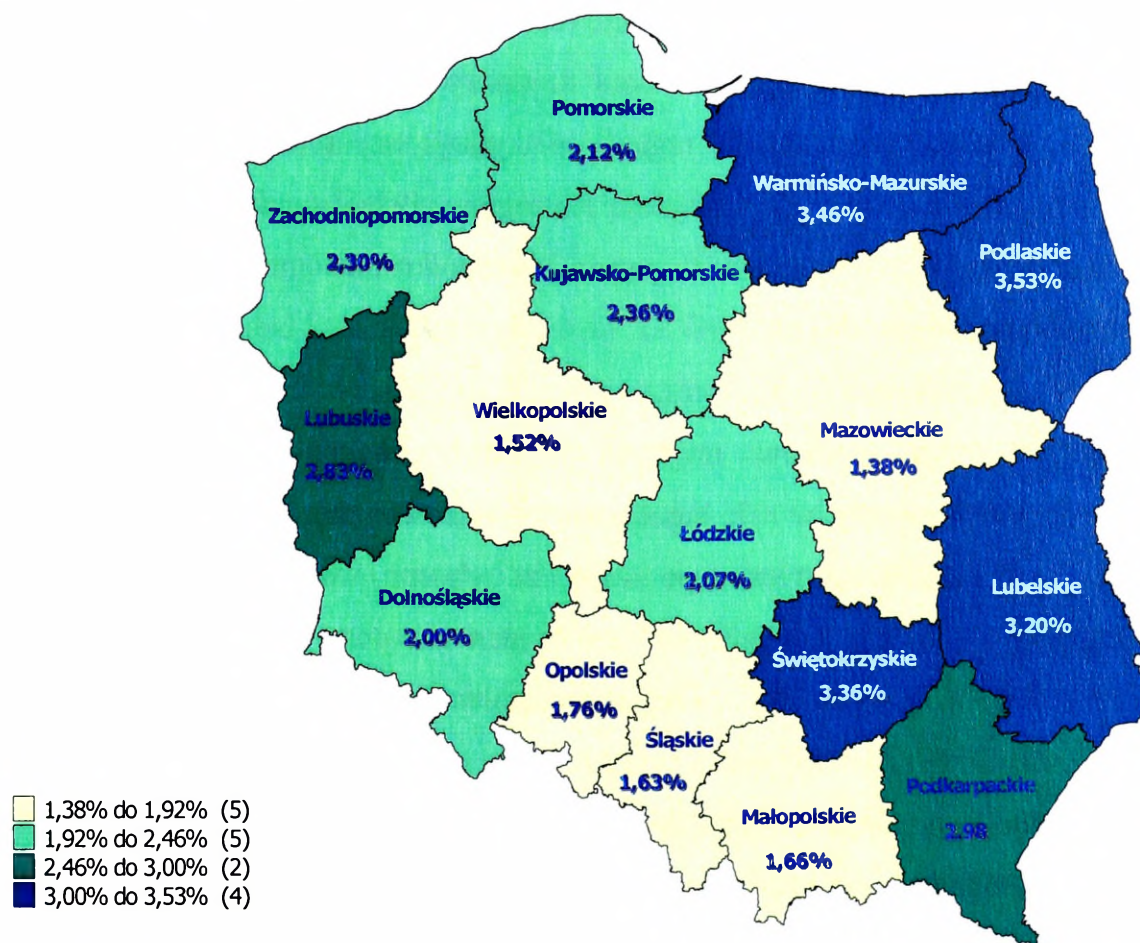 Pomorskie
2,12%
Warmińsko-Mazurskie
3,46%
Zachodniopomorskie
2,30%
Podlaskie
3,53%
Kujawsko-Pomorskie
2,36%
Lubuskie
2,83%
Wielkopolskie
1,52%
Mazowieckie
1,38%
Łódzkie
2,07%
Lubelskie
3,20%
Dolnośląskie
2,00%
Świętokrzyskie
3,36%
Opolskie
1,76%
Śląskie
1,63%
Podkarpackie
2.98
Małopolskie
1,66%
1,38% do 1,92% (5)
1,92% do 2,46% (5)
2,46% do 3,00% (2)
3,00% do 3,53% (4)